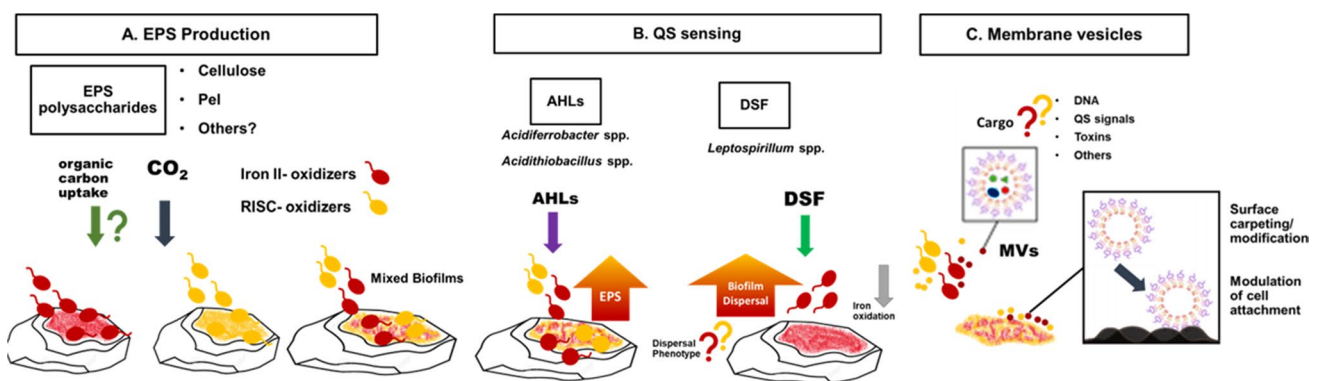 A. EPS Production
EPS
polysaccharides
• Cellulose
• Pel
• Others?
organic
carbon
uptake
?
CO₂
Iron II- oxidizers
RISC- oxidizers
Mixed Biofilms
B. QS sensing
AHLs
Acidiferrobacter spp.
Acidithiobacillus spp.
AHLs
EPS
DSF
Leptospirillum spp.
DSF
Biofilm
Dispersal
Iron
oxidation
Dispersal
Phenotype
??
C. Membrane vesicles
Cargo
??
• DNA
• QS signals
• Toxins
• Others
MVs
Surface
carpeting/
modification
Modulation
of cell
attachment